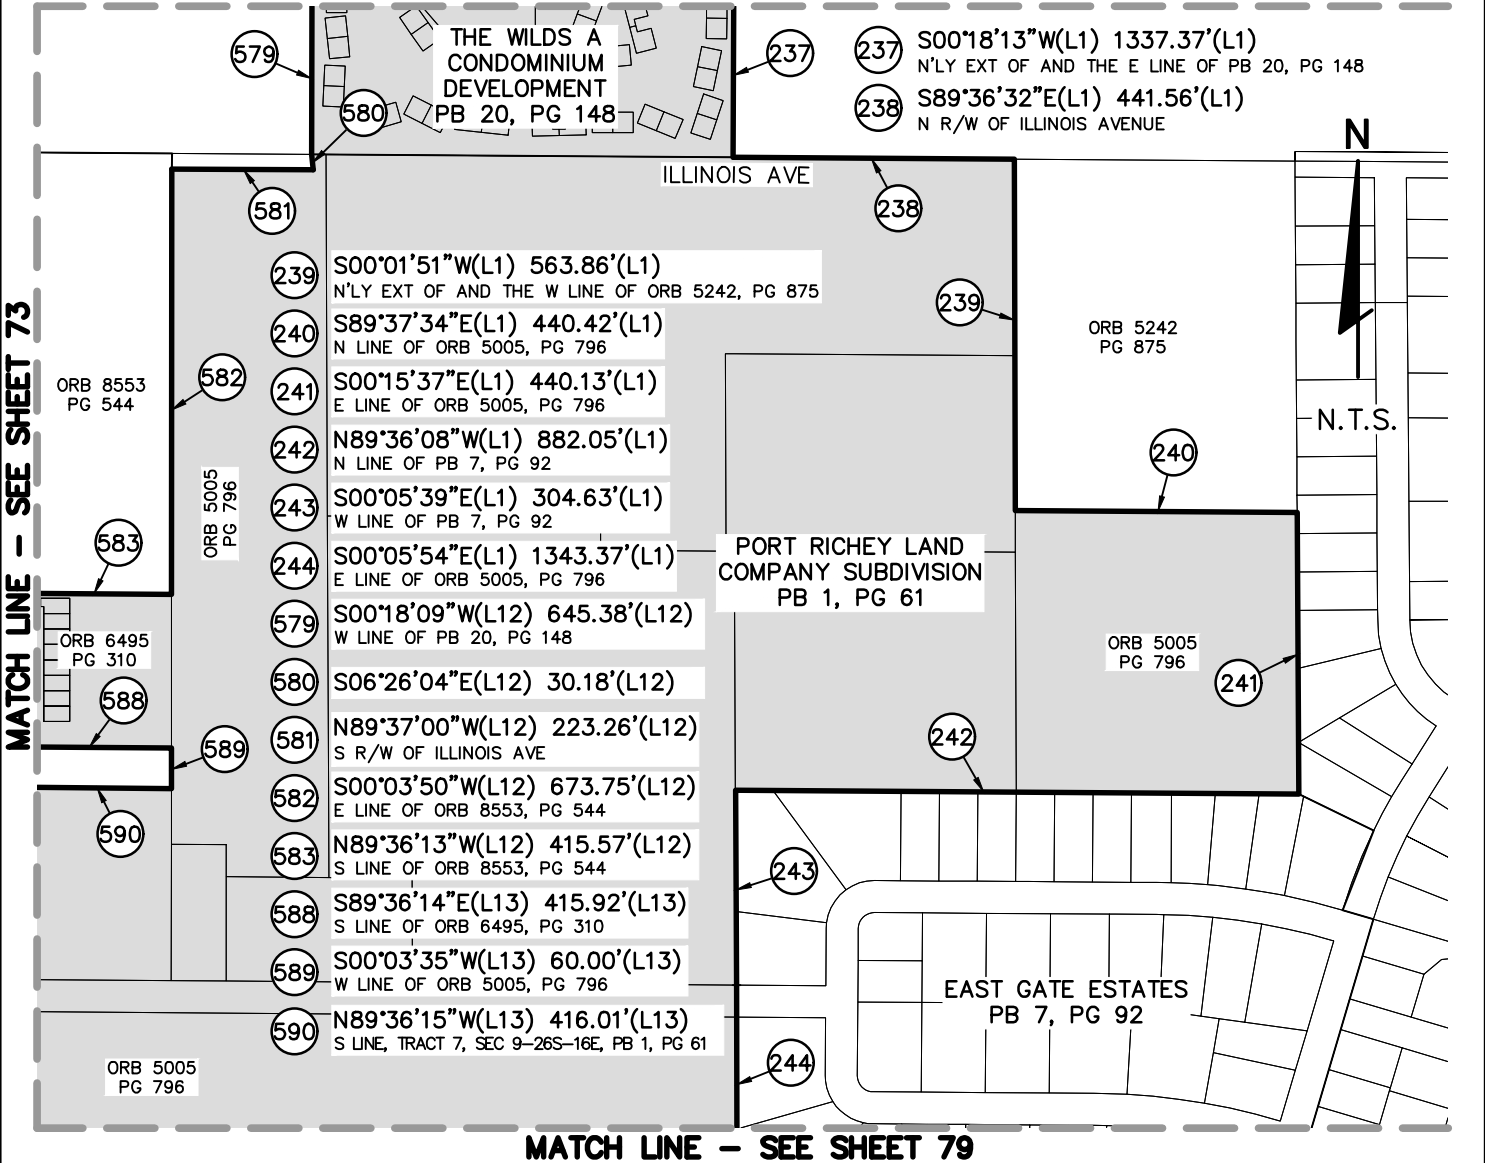 THE WILDS A
CONDOMINIUM
DEVELOPMENT
PB 20, PG 148
579
580
581
237
237 S00°18'13"W(L1) 1337.37'(L1)
N'LY EXT OF AND THE E LINE OF PB 20, PG 148
238 S89°36'32"E(L1) 441.56'(L1)
N R/W OF ILLINOIS AVENUE
N
N.T.S.
ILLINOIS AVE
238
239
ORB 5242
PG 875
240
ORB 8553
PG 544
582
ORB 5005
PG 796
583
ORB 6495
PG 310
588
589
590
239 S00°01'51"W(L1) 563.86'(L1)
N'LY EXT OF AND THE W LINE OF ORB 5242, PG 875
240 S89°37'34"E(L1) 440.42'(L1)
N LINE OF ORB 5005, PG 796
241 S00°15'37"E(L1) 440.13'(L1)
E LINE OF ORB 5005, PG 796
242 N89°36'08"W(L1) 882.05'(L1)
N LINE OF PB 7, PG 92
243 S00°05'39"E(L1) 304.63'(L1)
W LINE OF PB 7, PG 92
244 S00°05'54"E(L1) 1343.37'(L1)
E LINE OF ORB 5005, PG 796
579 S00°18'09"W(L12) 645.38'(L12)
W LINE OF PB 20, PG 148
580 S06°26'04"E(L12) 30.18'(L12)
581 N89°37'00"W(L12) 223.26'(L12)
S R/W OF ILLINOIS AVE
582 S00°03'50"W(L12) 673.75'(L12)
E LINE OF ORB 8553, PG 544
583 N89°36'13"W(L12) 415.57'(L12)
S LINE OF ORB 8553, PG 544
588 S89°36'14"E(L13) 415.92'(L13)
S LINE OF ORB 6495, PG 310
589 S00°03'35"W(L13) 60.00'(L13)
W LINE OF ORB 5005, PG 796
590 N89°36'15"W(L13) 416.01'(L13)
S LINE, TRACT 7, SEC 9-26S-16E, PB 1, PG 61
PORT RICHEY LAND
COMPANY SUBDIVISION
PB 1, PG 61
ORB 5005
PG 796
241
242
243
EAST GATE ESTATES
PB 7, PG 92
244
ORB 5005
PG 796
MATCH LINE - SEE SHEET 73
MATCH LINE - SEE SHEET 79